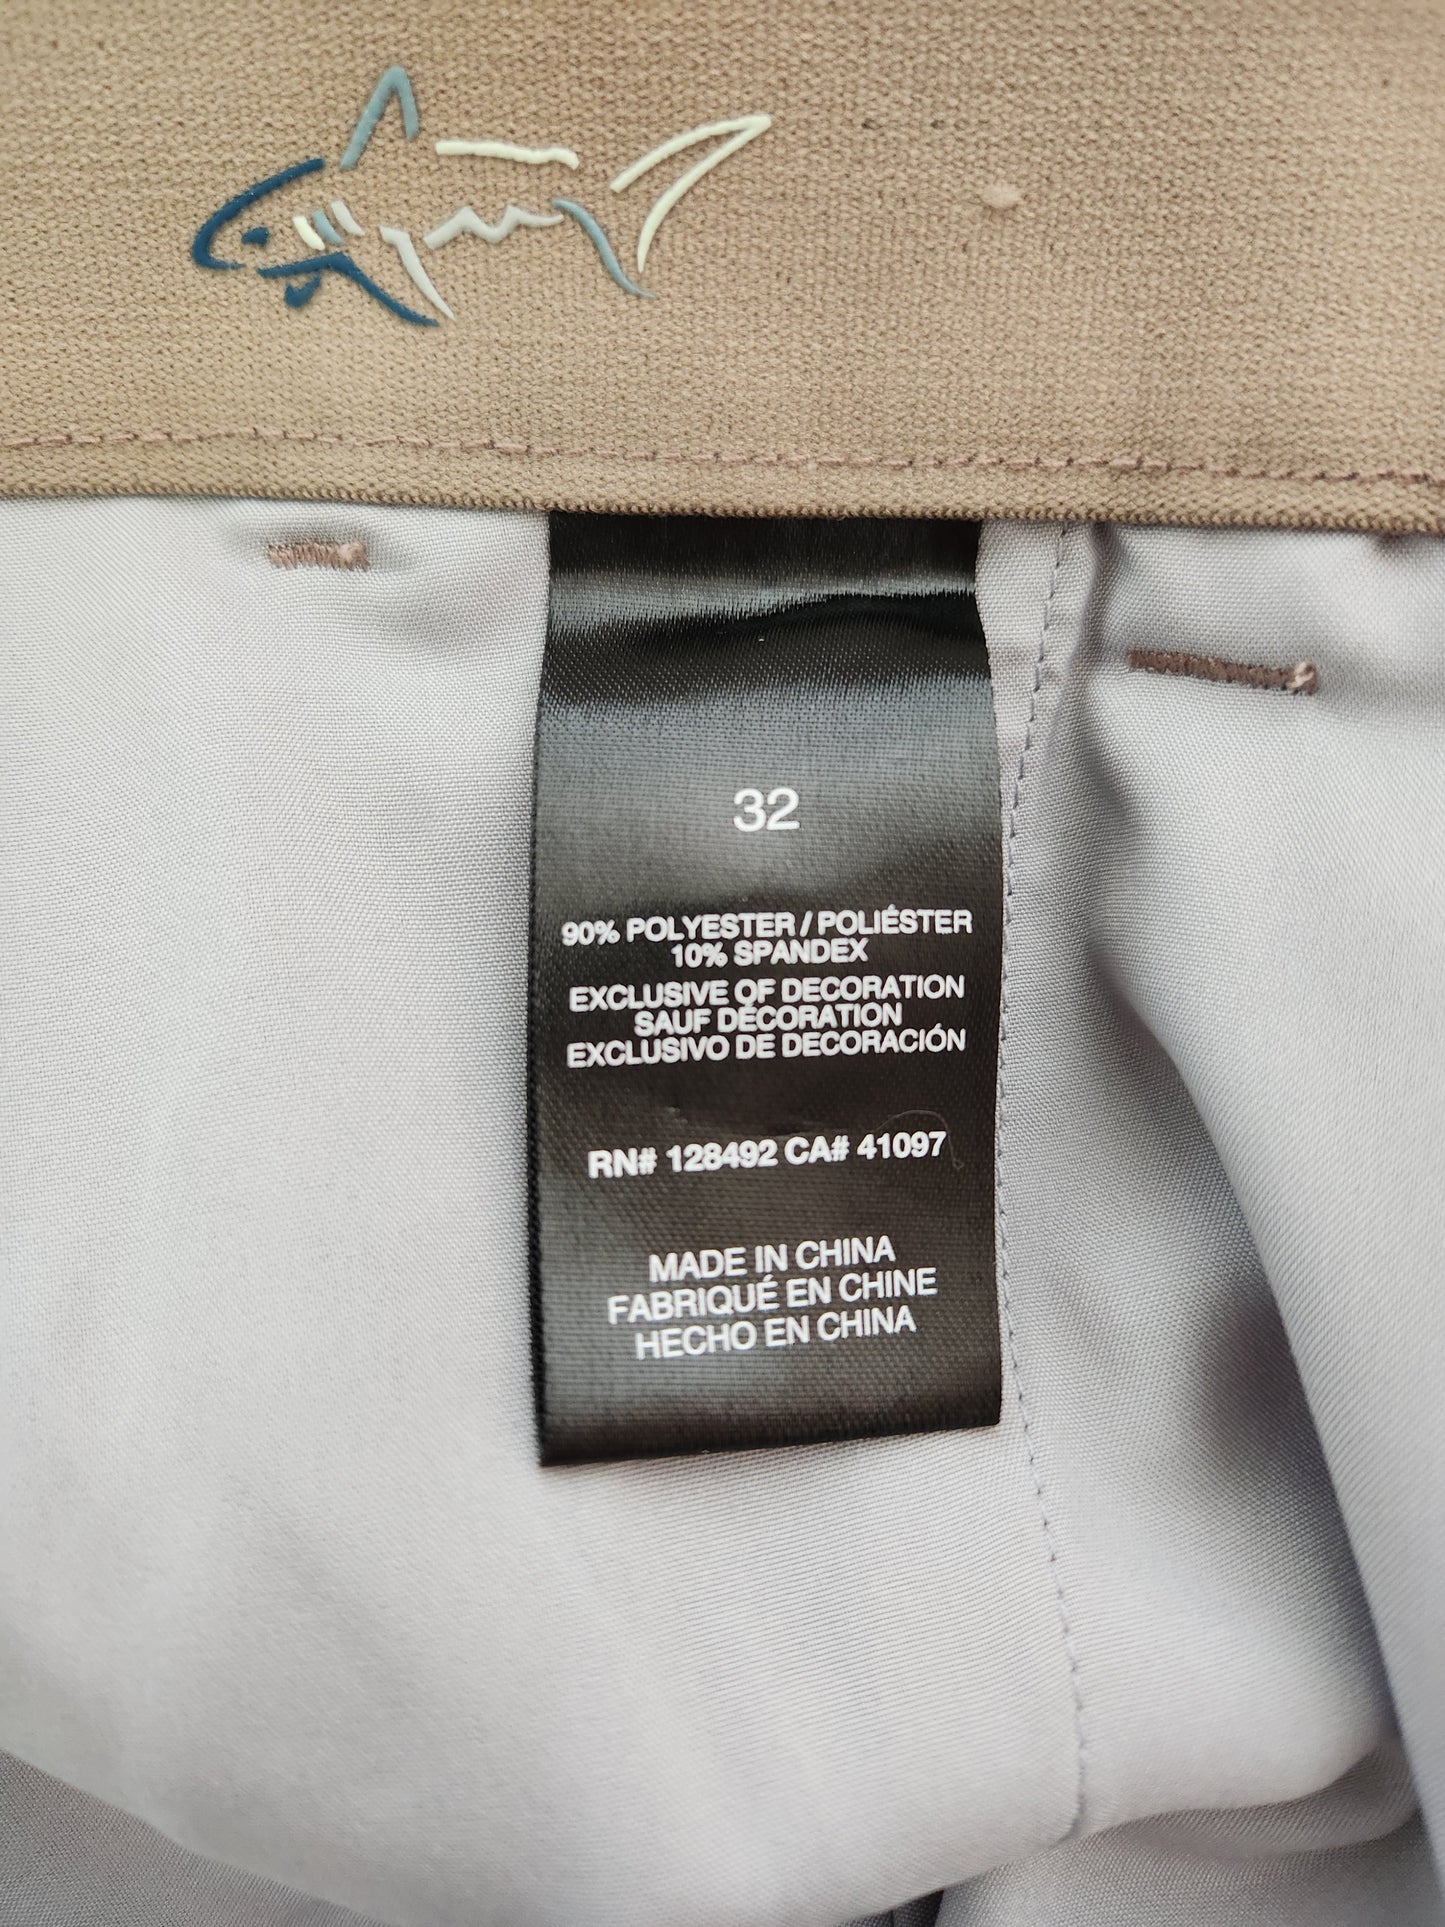 32
90% POLYESTER / POLIÉSTER
10% SPANDEX
EXCLUSIVE OF DECORATION
SAUF DÉCORATION
EXCLUSIVO DE DECORACIÓN
RN# 128492 CA# 41097
MADE IN CHINA
FABRIQUÉ EN CHINE
HECHO EN CHINA